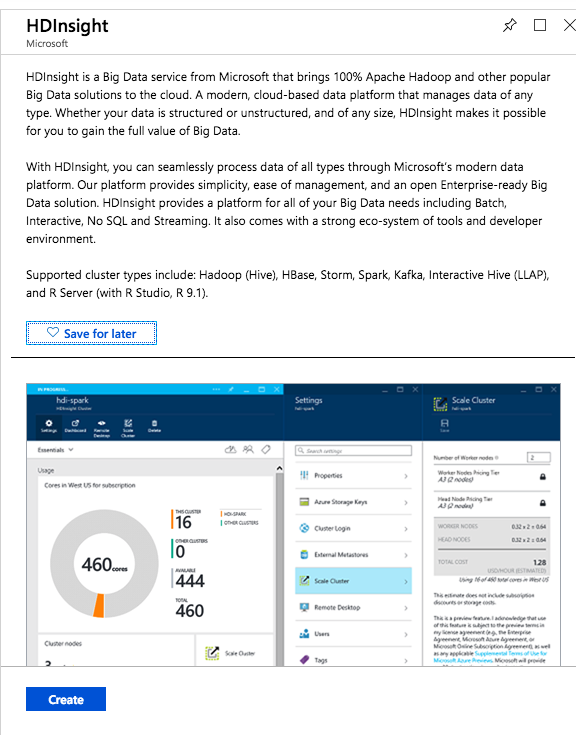 HDInsight
Microsoft
HDInsight is a Big Data service from Microsoft that brings 100% Apache Hadoop and other popular
Big Data solutions to the cloud. A modern, cloud-based data platform that manages data of any
type. Whether your data is structured or unstructured, and of any size, HDInsight makes it possible
for you to gain the full value of Big Data.
With HDInsight, you can seamlessly process data of all types through Microsoft's modern data
platform. Our platform provides simplicity, ease of management, and an open Enterprise-ready Big
Data solution. HDInsight provides a platform for all of your Big Data needs including Batch,
Interactive, No SQL and Streaming. It also comes with a strong eco-system of tools and developer
environment.
Supported cluster types include: Hadoop (Hive), HBase, Storm, Spark, Kafka, Interactive Hive (LLAP),
and R Server (with R Studio, R 9.1).
Save for later
IN PROGRESS...
hdi-spark
HDInsight Cluster
Settings Dashboard Remote Desktop Scale Cluster Delete
Essentials
Usage
Cores in West US for subscription
460 cores
THIS CLUSTER
16
HDI-SPARK
OTHER CLUSTERS
OTHER CLUSTERS
0
AVAILABLE
444
TOTAL
460
Cluster nodes
Scale Cluster
Settings
hdi-spark
Search settings
Properties
Azure Storage Keys
Cluster Login
External Metastores
Scale Cluster
Remote Desktop
Users
Tags
Scale Cluster
hdi-spark
Save
Number of Worker nodes
2
Worker Nodes Pricing Tier
A3 (2 nodes)
Head Node Pricing Tier
A3 (2 nodes)
WORKER NODES 0.32 x 2 = 0.64
HEAD NODES 0.32 x 2 = 0.64
TOTAL COST 1.28
USD/HOUR (ESTIMATED)
Using 16 of 460 total cores in West US
This estimate does not include subscription
discounts or storage costs.
This is a preview feature. I acknowledge that use
of this feature is subject to the preview terms in
my license agreement (e.g., the Enterprise
Agreement, Microsoft Azure Agreement, or
Microsoft Online Subscription Agreement), as well
as any applicable Supplemental Terms of Use for
Microsoft Azure Previews. Microsoft will provide
Create